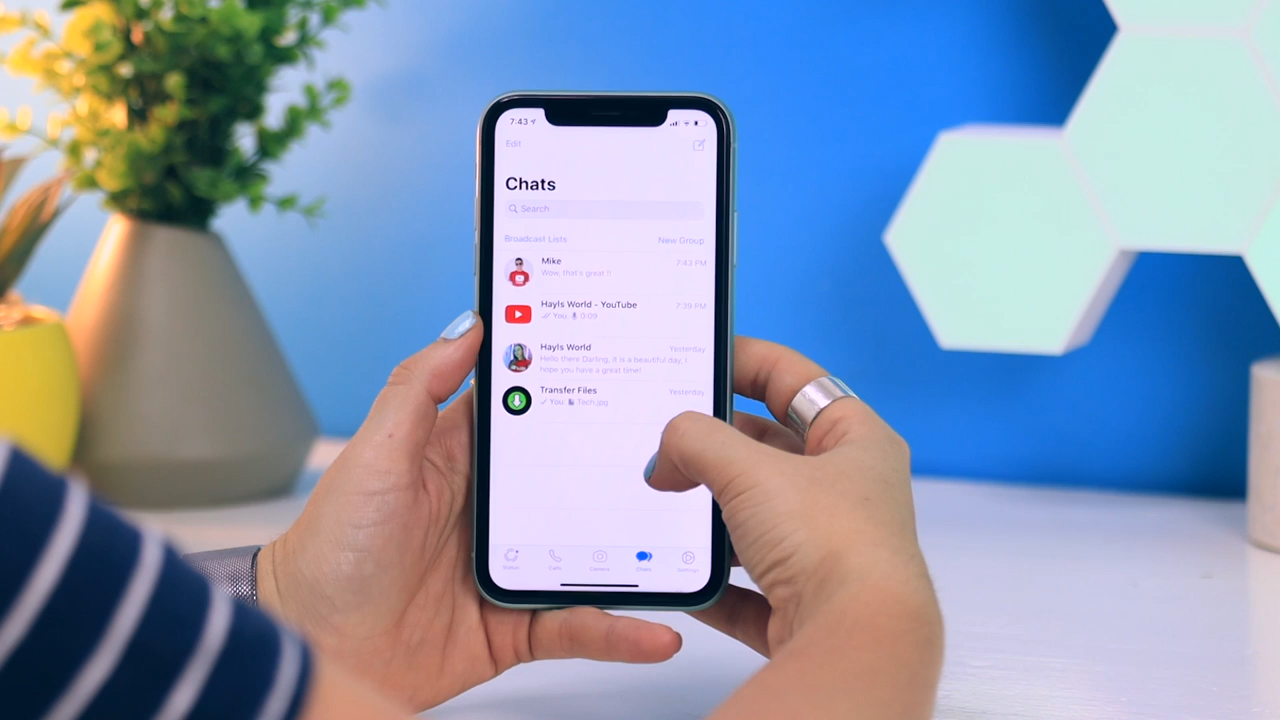 7:43
Edit
Chats
Search
Broadcast Lists New Group
Mike 7:43 PM
Wow, that's great !!
Hayls World - YouTube 7:39 PM
You 0:09
Hayls World Yesterday
Hello there Darling, it is a beautiful day, I
hope you have a great time!
Transfer Files Yesterday
You Tech.jpg
Status Calls Camera Chats Settings